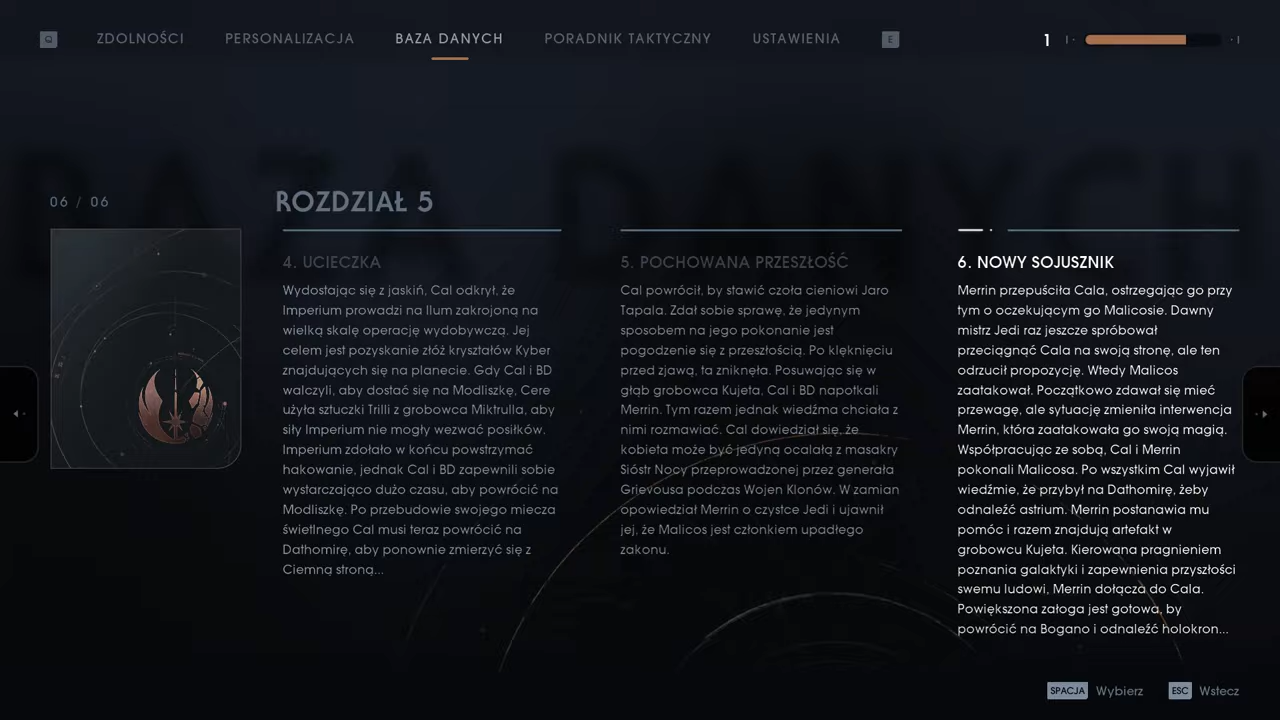 Q ZDOLNOŚCI PERSONALIZACJA BAZA DANYCH PORADNIK TAKTYCZNY USTAWIENIA E 1
BAZA DANYCH
06 / 06
ROZDZIAŁ 5
4. UCIECZKA
Wydostając się z jaskiń, Cal odkrył, że
Imperium prowadzi na Ilum zakrojoną na
wielką skalę operację wydobywczą. Jej
celem jest pozyskanie złóż kryształów Kyber
znajdujących się na planecie. Gdy Cal i BD
walczyli, aby dostać się na Modliszkę, Cere
użyła sztuczki Trilli z grobowca Miktrulla, aby
siły Imperium nie mogły wezwać posiłków.
Imperium zdołało w końcu powstrzymać
hakowanie, jednak Cal i BD zapewnili sobie
wystarczająco dużo czasu, aby powrócić na
Modliszkę. Po przebudowie swojego miecza
świetlnego Cal musi teraz powrócić na
Dathomirę, aby ponownie zmierzyć się z
Ciemną stroną...
5. POCHOWANA PRZESZŁOŚĆ
Cal powrócił, by stawić czoła cieniowi Jaro
Tapala. Zdał sobie sprawę, że jedynym
sposobem na jego pokonanie jest
pogodzenie się z przeszłością. Po klęknięciu
przed zjawą, ta zniknęła. Posuwając się w
głąb grobowca Kujeta, Cal i BD napotkali
Merrin. Tym razem jednak wiedźma chciała z
nimi rozmawiać. Cal dowiedział się, że
kobieta może być jedyną ocalałą z masakry
Sióstr Nocy przeprowadzonej przez generała
Grievousa podczas Wojen Klonów. W zamian
opowiedział Merrin o czystce Jedi i ujawnił
jej, że Malicos jest członkiem upadłego
zakonu.
6. NOWY SOJUSZNIK
Merrin przepuściła Cala, ostrzegając go przy
tym o oczekującym go Malicosie. Dawny
mistrz Jedi raz jeszcze spróbował
przeciągnąć Cala na swoją stronę, ale ten
odrzucił propozycję. Wtedy Malicos
zaatakował. Początkowo zdawał się mieć
przewagę, ale sytuację zmieniła interwencja
Merrin, która zaatakowała go swoją magią.
Współpracując ze sobą, Cal i Merrin
pokonali Malicosa. Po wszystkim Cal wyjawił
wiedźmie, że przybył na Dathomirę, żeby
odnaleźć astrium. Merrin postanawia mu
pomóc i razem znajdują artefakt w
grobowcu Kujeta. Kierowana pragnieniem
poznania galaktyki i zapewnienia przyszłości
swemu ludowi, Merrin dołącza do Cala.
Powiększona załoga jest gotowa, by
powrócić na Bogano i odnaleźć holokron...
SPACJA Wybierz ESC Wstecz